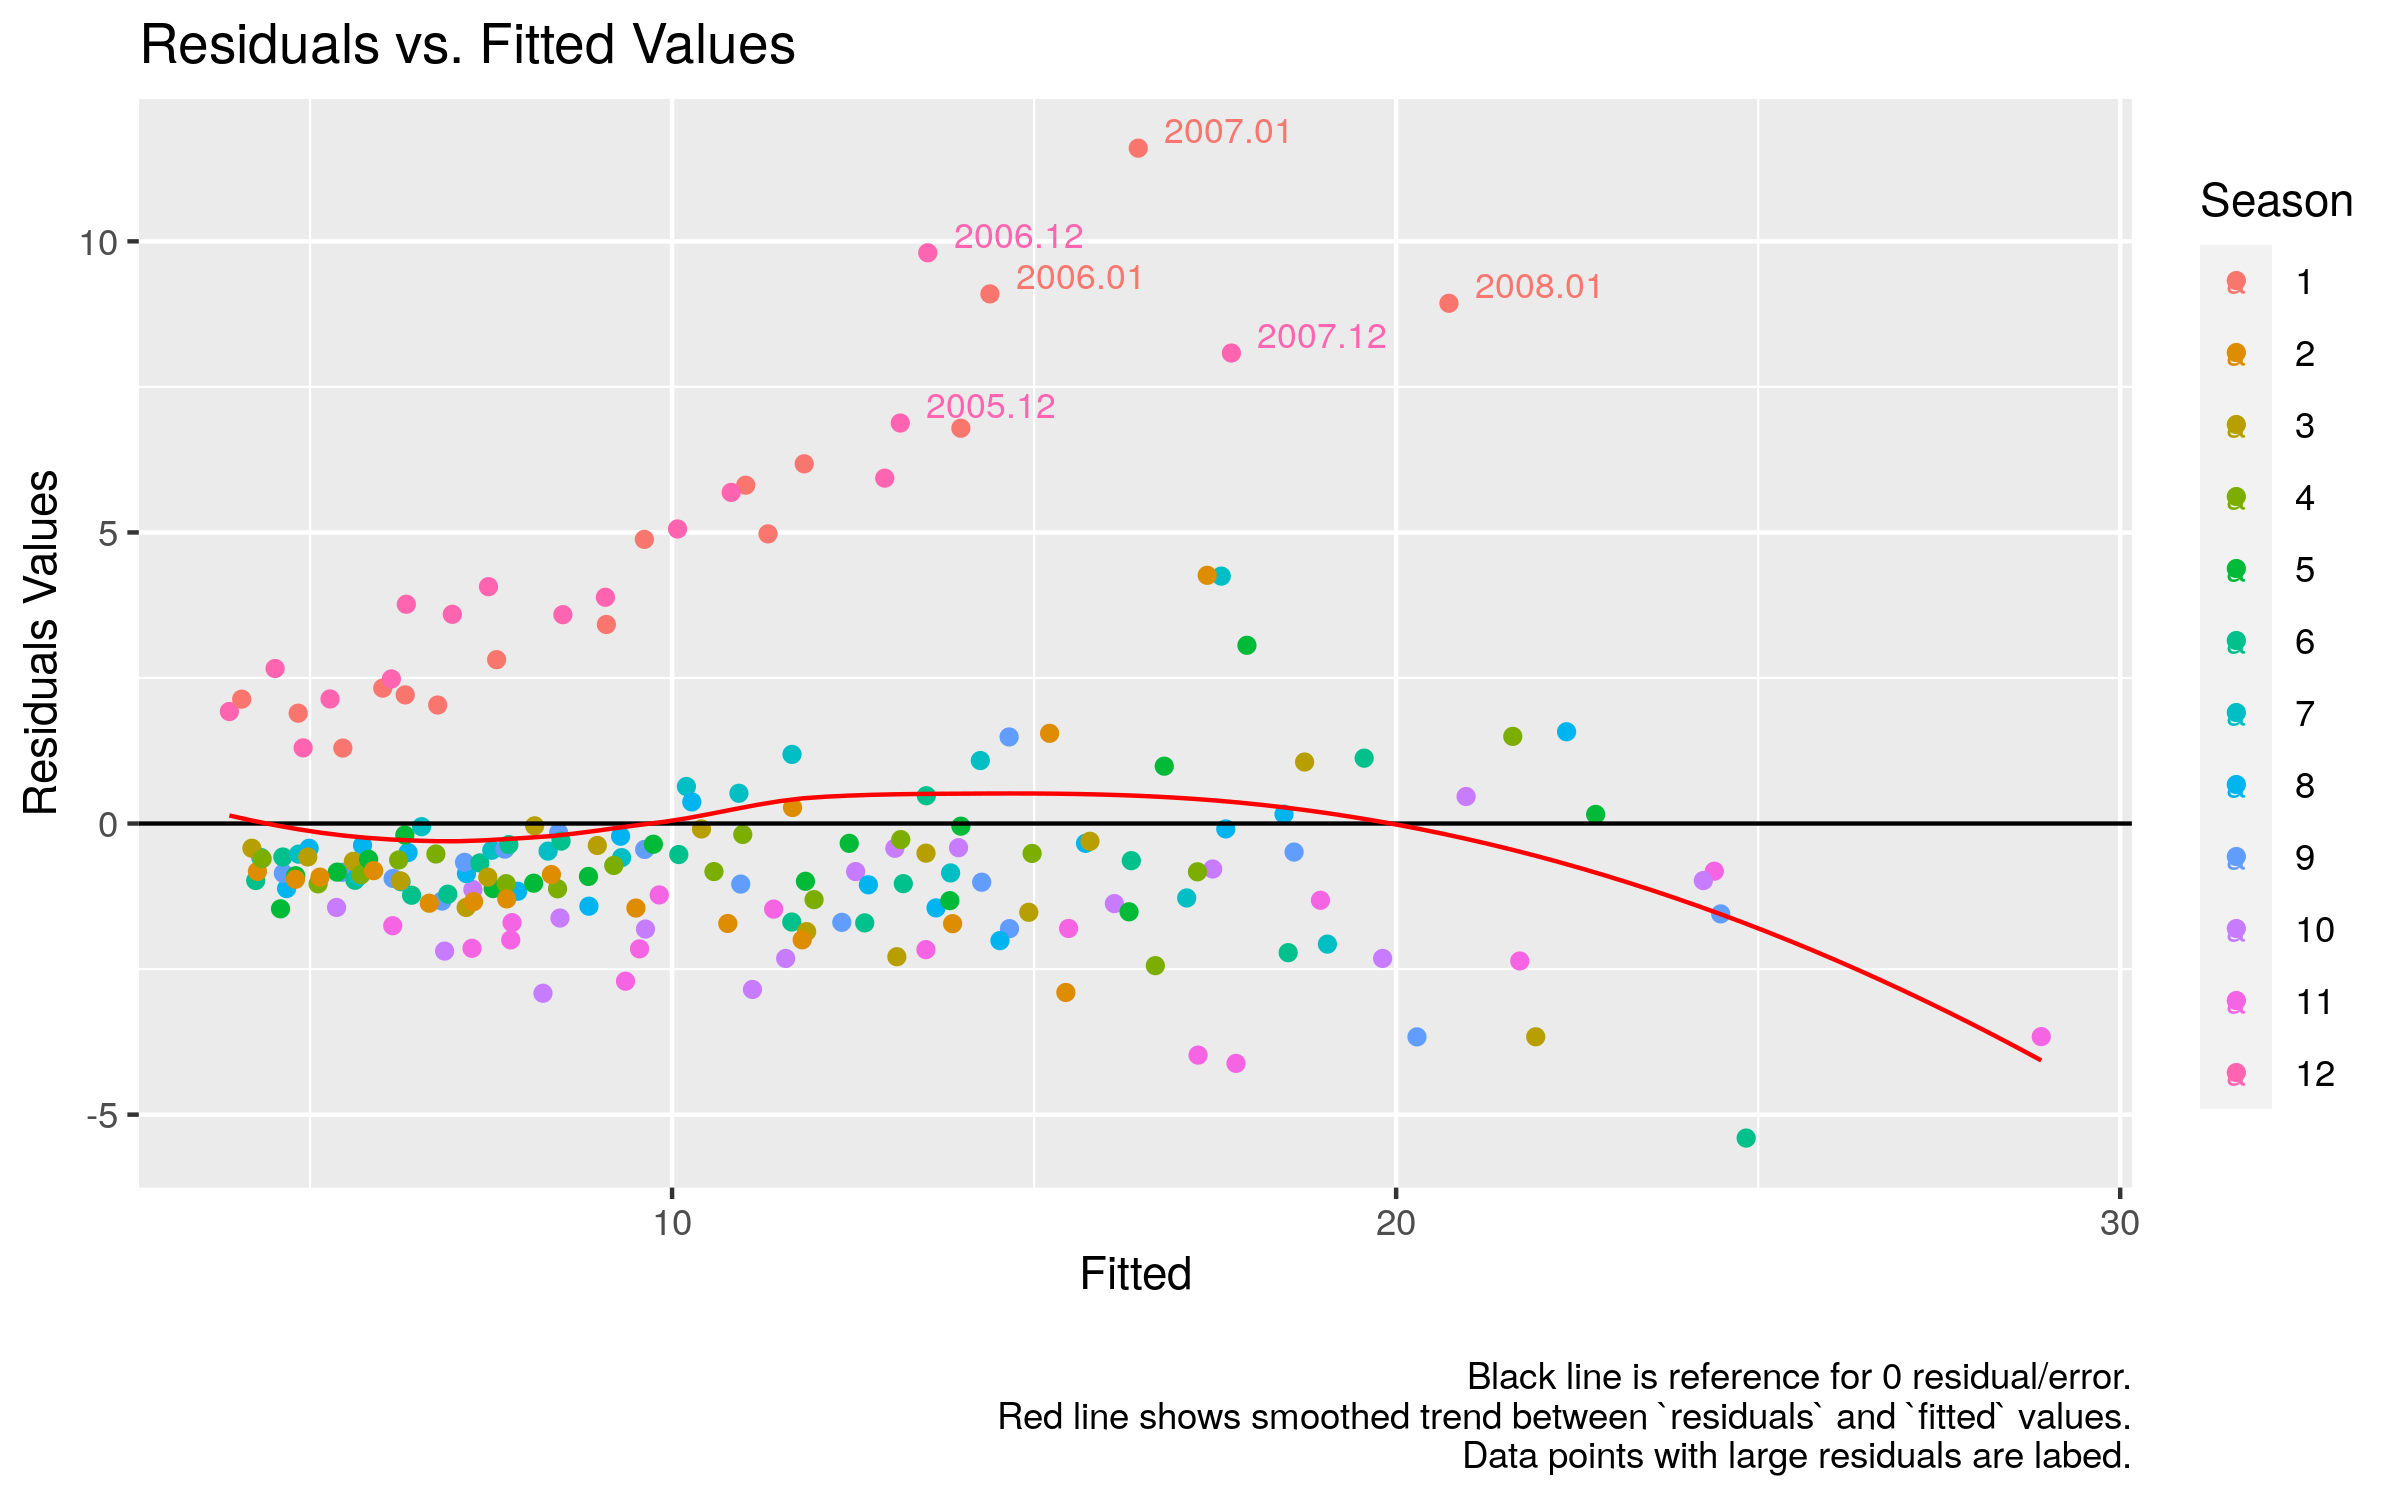 Residuals vs. Fitted Values
Residuals Values
10
5
0
-5
2007.01
2006.12
2006.01
2008.01
2007.12
2005.12
10
20
30
Fitted
Season
a 1
a 2
a 3
a 4
a 5
a 6
a 7
a 8
a 9
a 10
a 11
a 12
Black line is reference for 0 residual/error.
Red line shows smoothed trend between `residuals` and `fitted` values.
Data points with large residuals are labed.